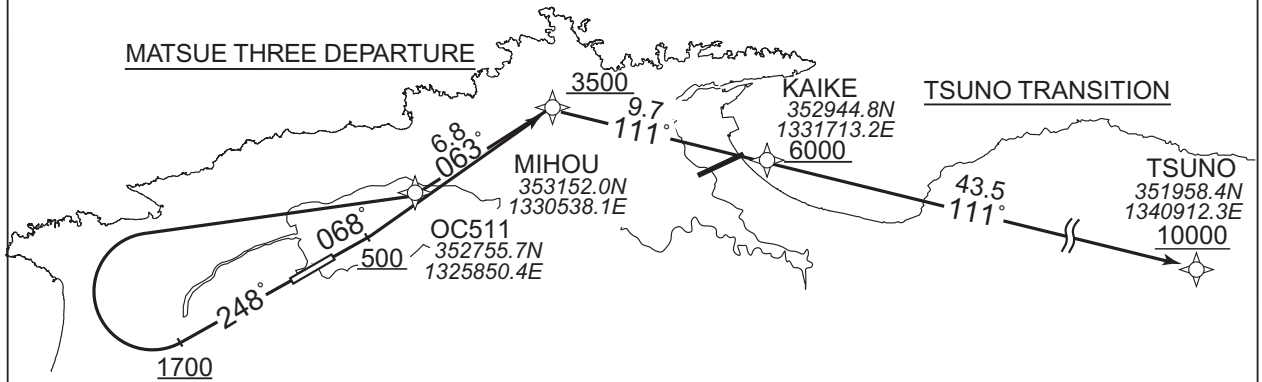 MATSUE THREE DEPARTURE
3500
9.7
111°
KAIKE
352944.8N
1331713.2E
6000
TSUNO TRANSITION
6.8
063°
MIHOU
353152.0N
1330538.1E
43.5
111°
TSUNO
351958.4N
1340912.3E
10000
068°
OC511
352755.7N
1325850.4E
500
248°
1700